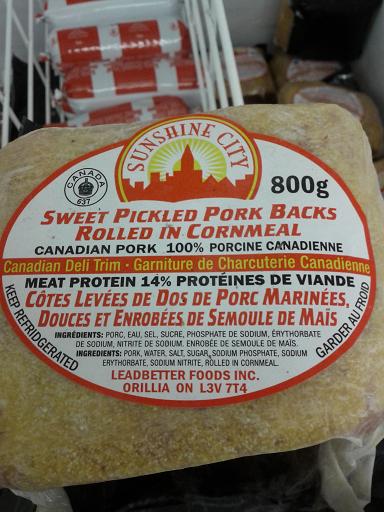 SUNSHINE CITY
CANADA
637
800g
SWEET PICKLED PORK BACKS
ROLLED IN CORNMEAL
CANADIAN PORK 100% PORCINE CANADIENNE
Canadian Deli Trim · Garniture de Charcuterie Canadienne
MEAT PROTEIN 14% PROTÉINES DE VIANDE
CÔTES LEVÉES DE DOS DE PORC MARINÉES,
DOUCES ET ENROBÉES DE SEMOULE DE MAÏS
KEEP REFRIGERATED
GARDER AU FROID
INGRÉDIENTS: PORC, EAU, SEL, SUCRE, PHOSPHATE DE SODIUM, ÉRYTHORBATE
DE SODIUM, NITRITE DE SODIUM. ENROBÉE DE SEMOULE DE MAÏS.
INGREDIENTS: PORK, WATER, SALT, SUGAR, SODIUM PHOSPHATE, SODIUM
ERYTHORBATE, SODIUM NITRITE, ROLLED IN CORNMEAL.
LEADBETTER FOODS INC.
ORILLIA ON L3V 7T4